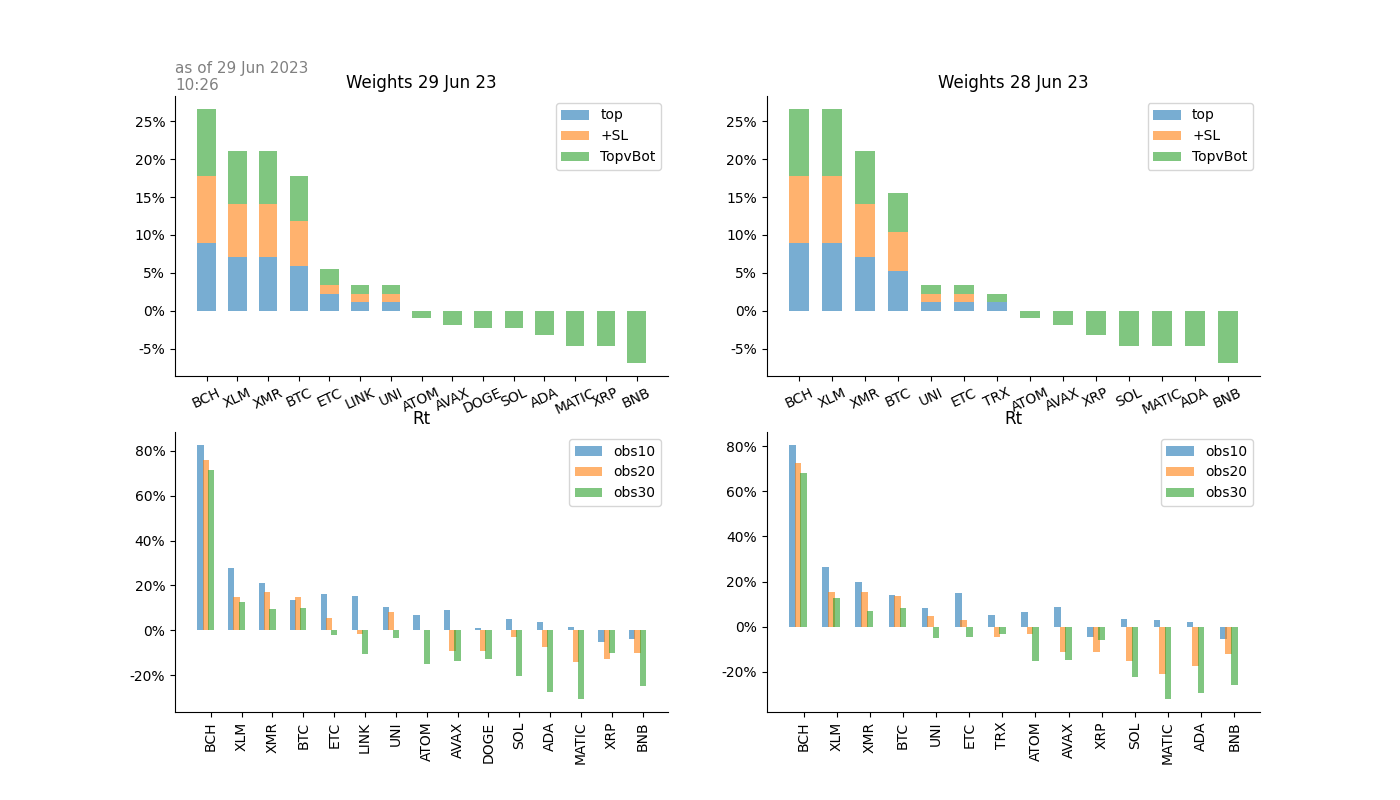 as of 29 Jun 2023
10:26
Weights 29 Jun 23
25%
20%
15%
10%
5%
0%
-5%
top
+SL
TopvBot
BCH XLM XMR BTC ETC LINK UNI ATOM AVAX DOGE SOL ADA MATIC XRP BNB
Weights 28 Jun 23
25%
20%
15%
10%
5%
0%
-5%
top
+SL
TopvBot
BCH XLM XMR BTC UNI ETC TRX ATOM AVAX XRP SOL MATIC ADA BNB
Rt
80%
60%
40%
20%
0%
-20%
obs10
obs20
obs30
BCH XLM XMR BTC ETC LINK UNI ATOM AVAX DOGE SOL ADA MATIC XRP BNB
Rt
80%
60%
40%
20%
0%
-20%
obs10
obs20
obs30
BCH XLM XMR BTC UNI ETC TRX ATOM AVAX XRP SOL MATIC ADA BNB